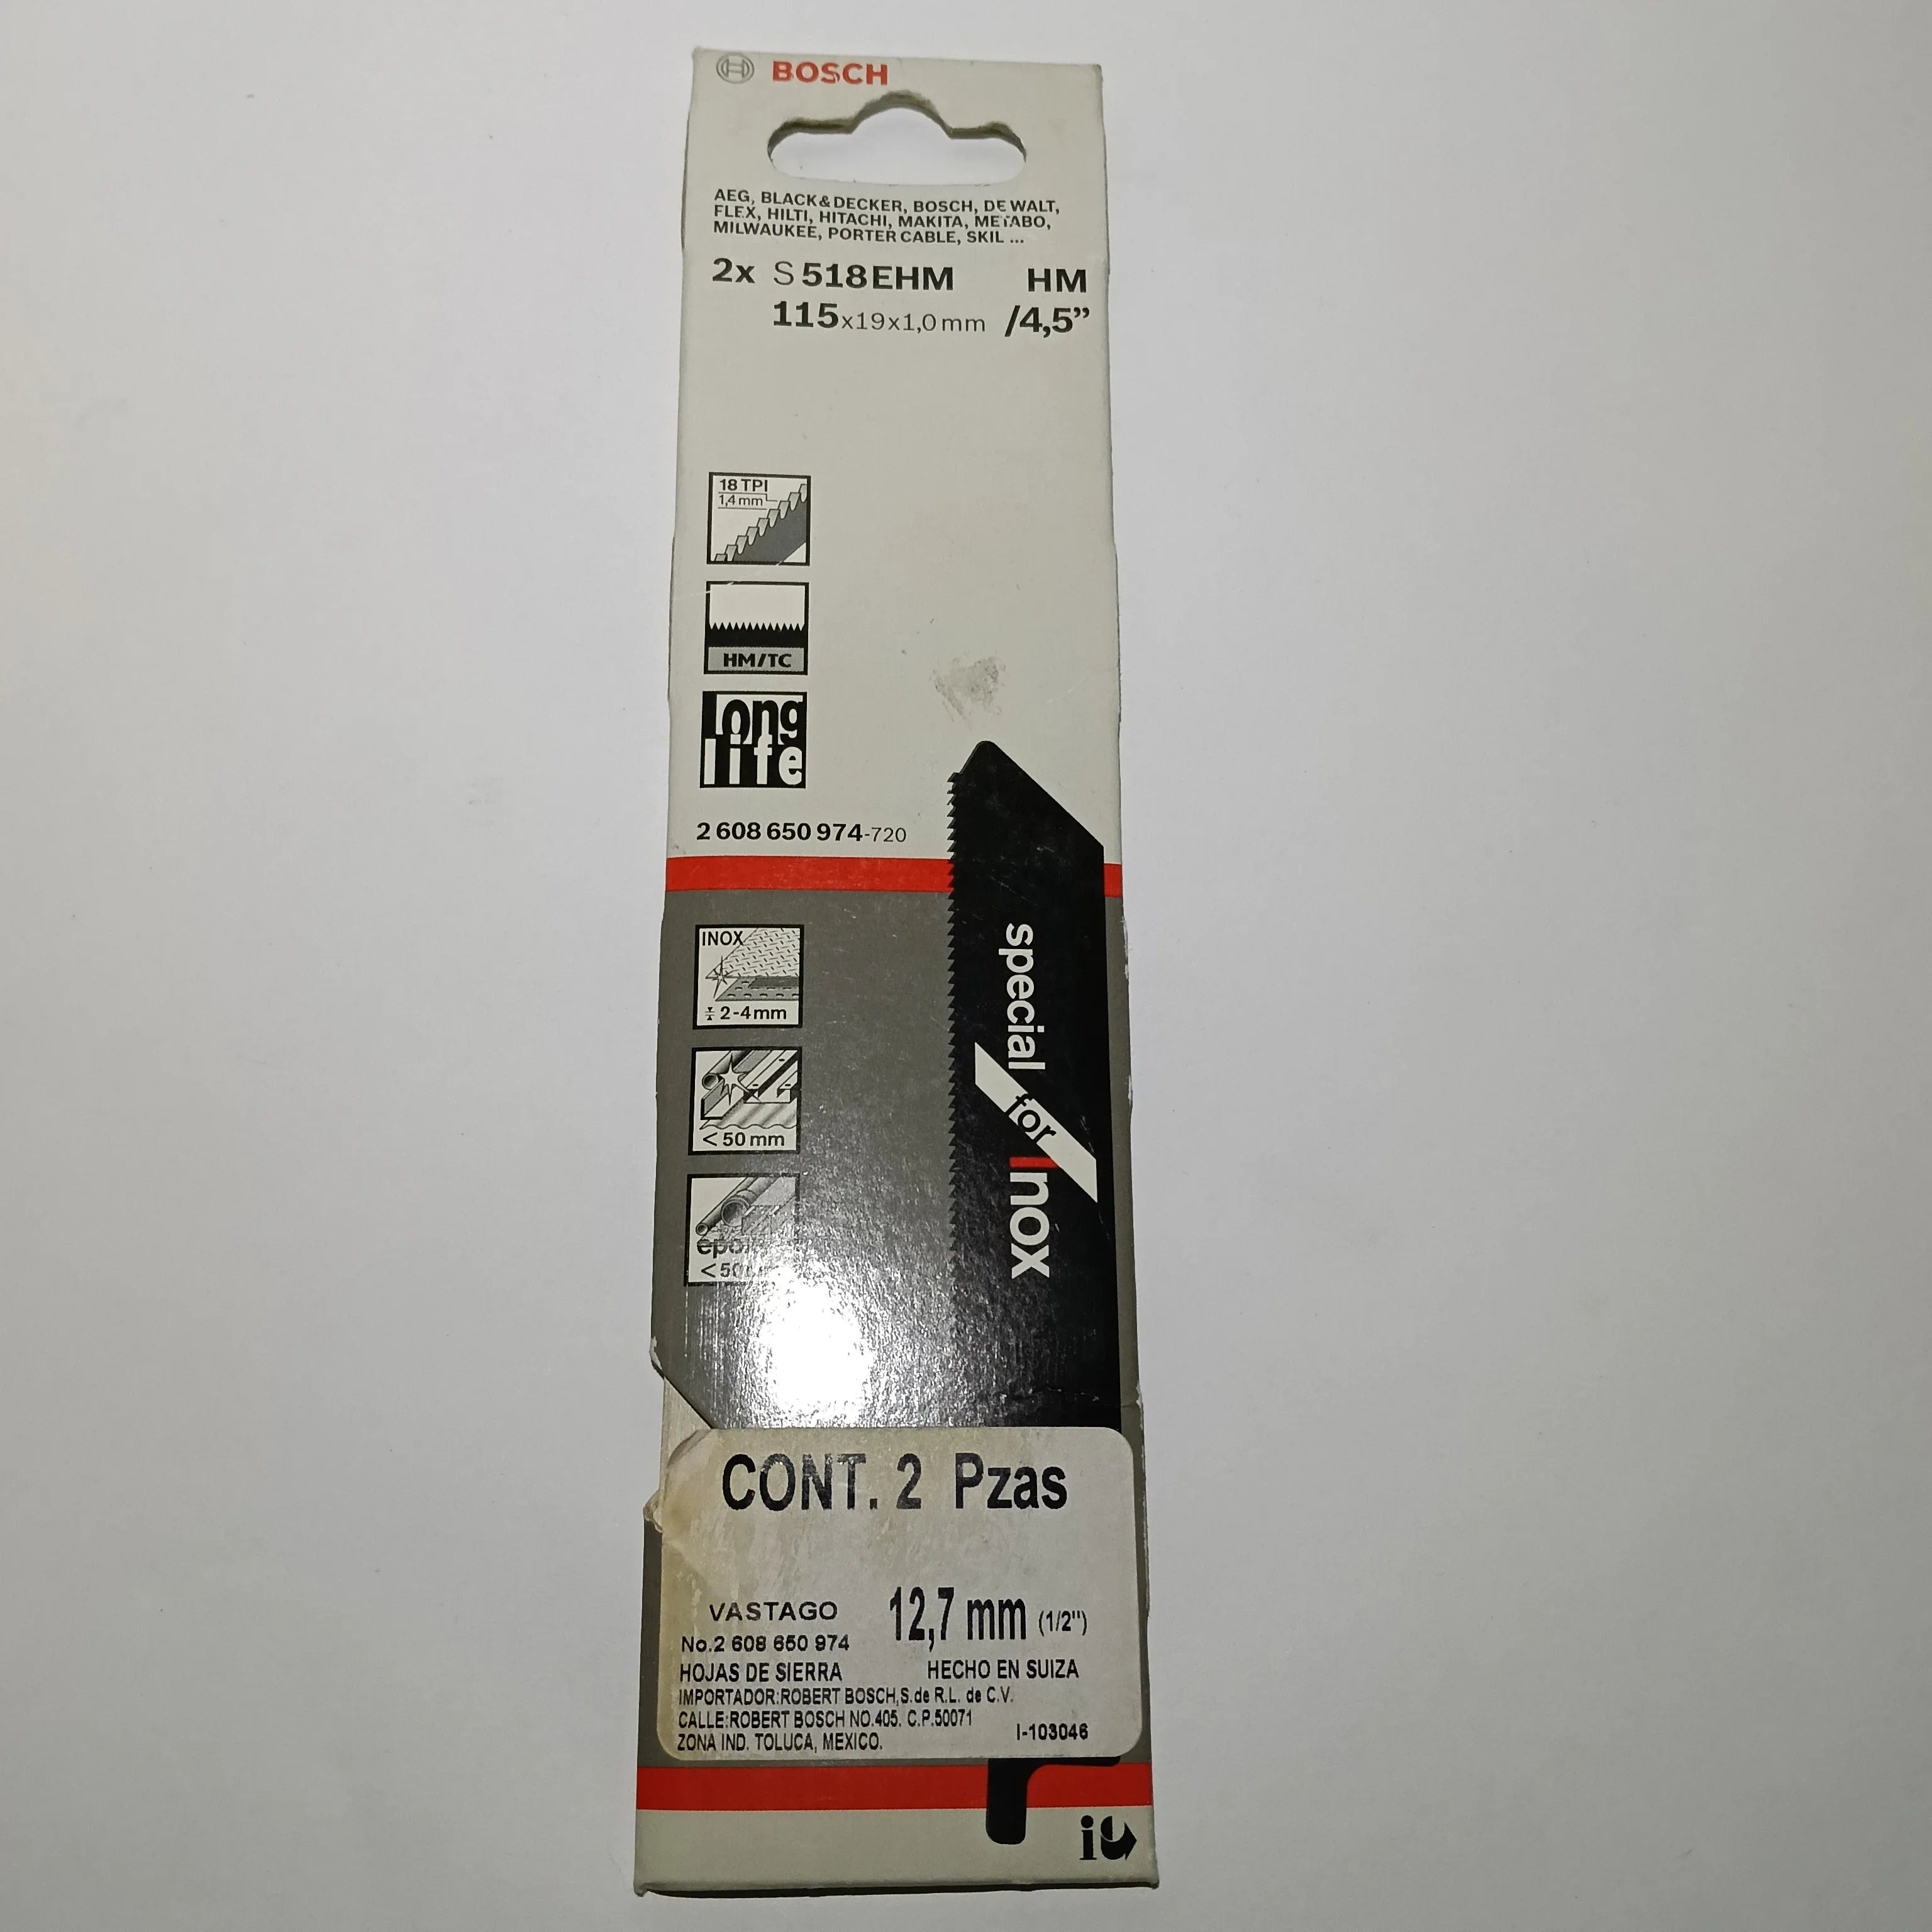 BOSCH
AEG, BLACK&DECKER, BOSCH, DE WALT,
FLEX, HILTI, HITACHI, MAKITA, METABO,
MILWAUKEE, PORTER CABLE, SKIL ...
2x S 518 EHM HM
115x19x1,0 mm /4,5”
18 TPI
1,4 mm
HM/TC
long
life
2 608 650 974-720
INOX
2-4mm
< 50 mm
< 50
special for Inox
CONT. 2 Pzas
VASTAGO 12,7 mm (1/2")
No.2 608 650 974
HOJAS DE SIERRA HECHO EN SUIZA
IMPORTADOR:ROBERT BOSCH,S.de R.L. de C.V.
CALLE:ROBERT BOSCH NO.405. C.P.50071
ZONA IND. TOLUCA, MEXICO. I-103046